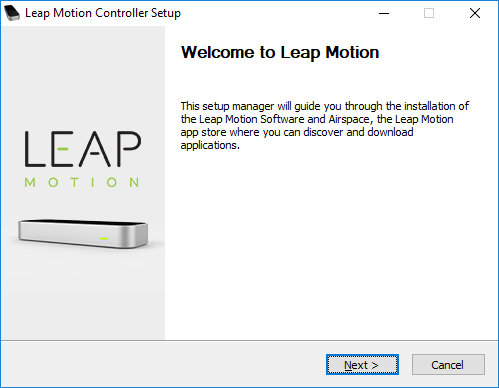 Leap Motion Controller Setup
Welcome to Leap Motion
This setup manager will guide you through the installation of
the Leap Motion Software and Airspace, the Leap Motion
app store where you can discover and download
applications.
LEAP
MOTION
Next >
Cancel